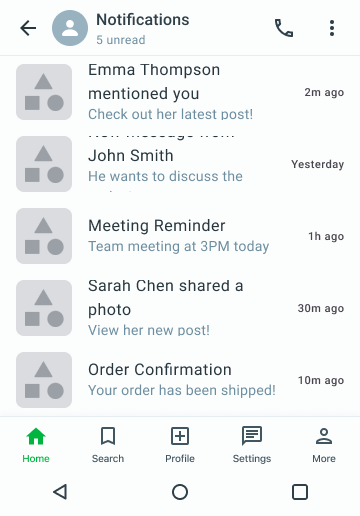 Notifications
5 unread
Emma Thompson
mentioned you
Check out her latest post!
2m ago
John Smith
He wants to discuss the
Yesterday
Meeting Reminder
Team meeting at 3PM today
1h ago
Sarah Chen shared a
photo
View her new post!
30m ago
Order Confirmation
Your order has been shipped!
10m ago
Home
Search
Profile
Settings
More